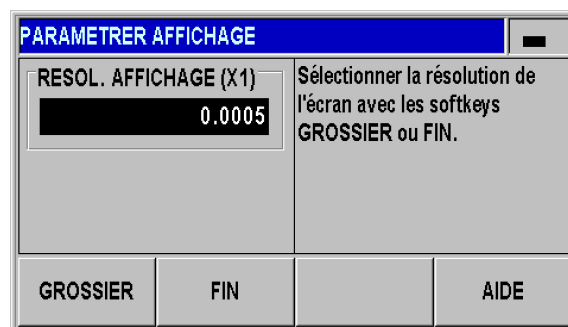 PARAMETRER AFFICHAGE
RESOL. AFFICHAGE (X1)
0.0005
Sélectionner la résolution de
l'écran avec les softkeys
GROSSIER ou FIN.
GROSSIER
FIN
AIDE